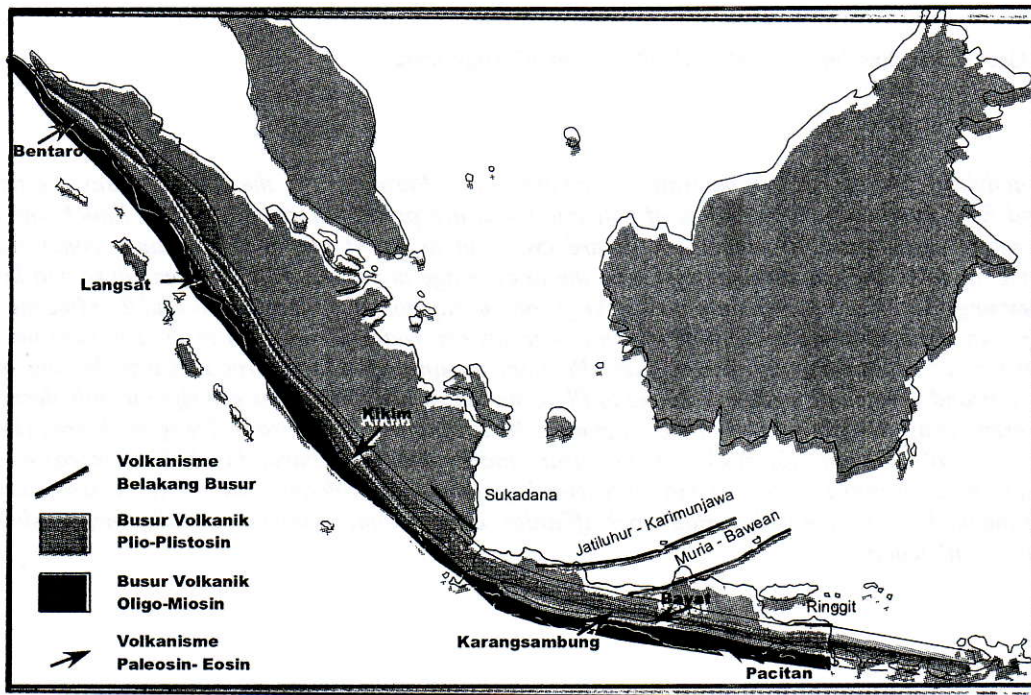 Bentaro
Langsat
Kikim
Sukadana
Jatiluhur - Karimunjawa
Muria - Bawean
Bayat
Ringgit
Karangsambung
Pacitan
Volkanisme
Belakang Busur
Busur Volkanik
Plio-Plistosin
Busur Volkanik
Oligo-Miosin
Volkanisme
Paleosin- Eosin